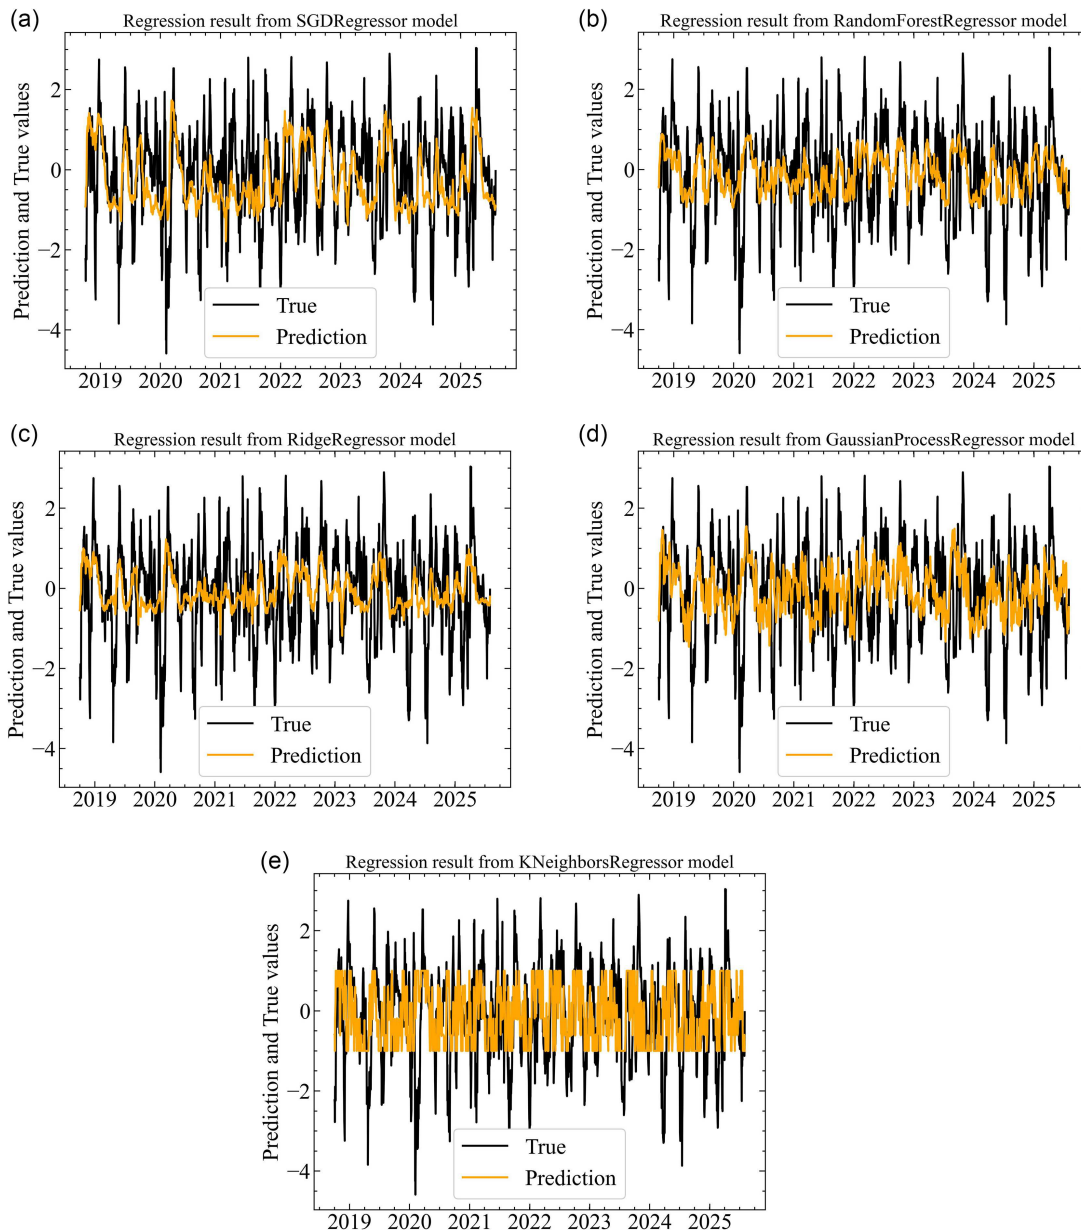 (a)
Regression result from SGDRegressor model
Prediction and True values
2
0
−2
−4
True
Prediction
2019 2020 2021 2022 2023 2024 2025
(b)
Regression result from RandomForestRegressor model
Prediction and True values
2
0
−2
−4
True
Prediction
2019 2020 2021 2022 2023 2024 2025
(c)
Regression result from RidgeRegressor model
Prediction and True values
2
0
−2
−4
True
Prediction
2019 2020 2021 2022 2023 2024 2025
(d)
Regression result from GaussianProcessRegressor model
Prediction and True values
2
0
−2
−4
True
Prediction
2019 2020 2021 2022 2023 2024 2025
(e)
Regression result from KNeighborsRegressor model
Prediction and True values
2
0
−2
−4
True
Prediction
2019 2020 2021 2022 2023 2024 2025